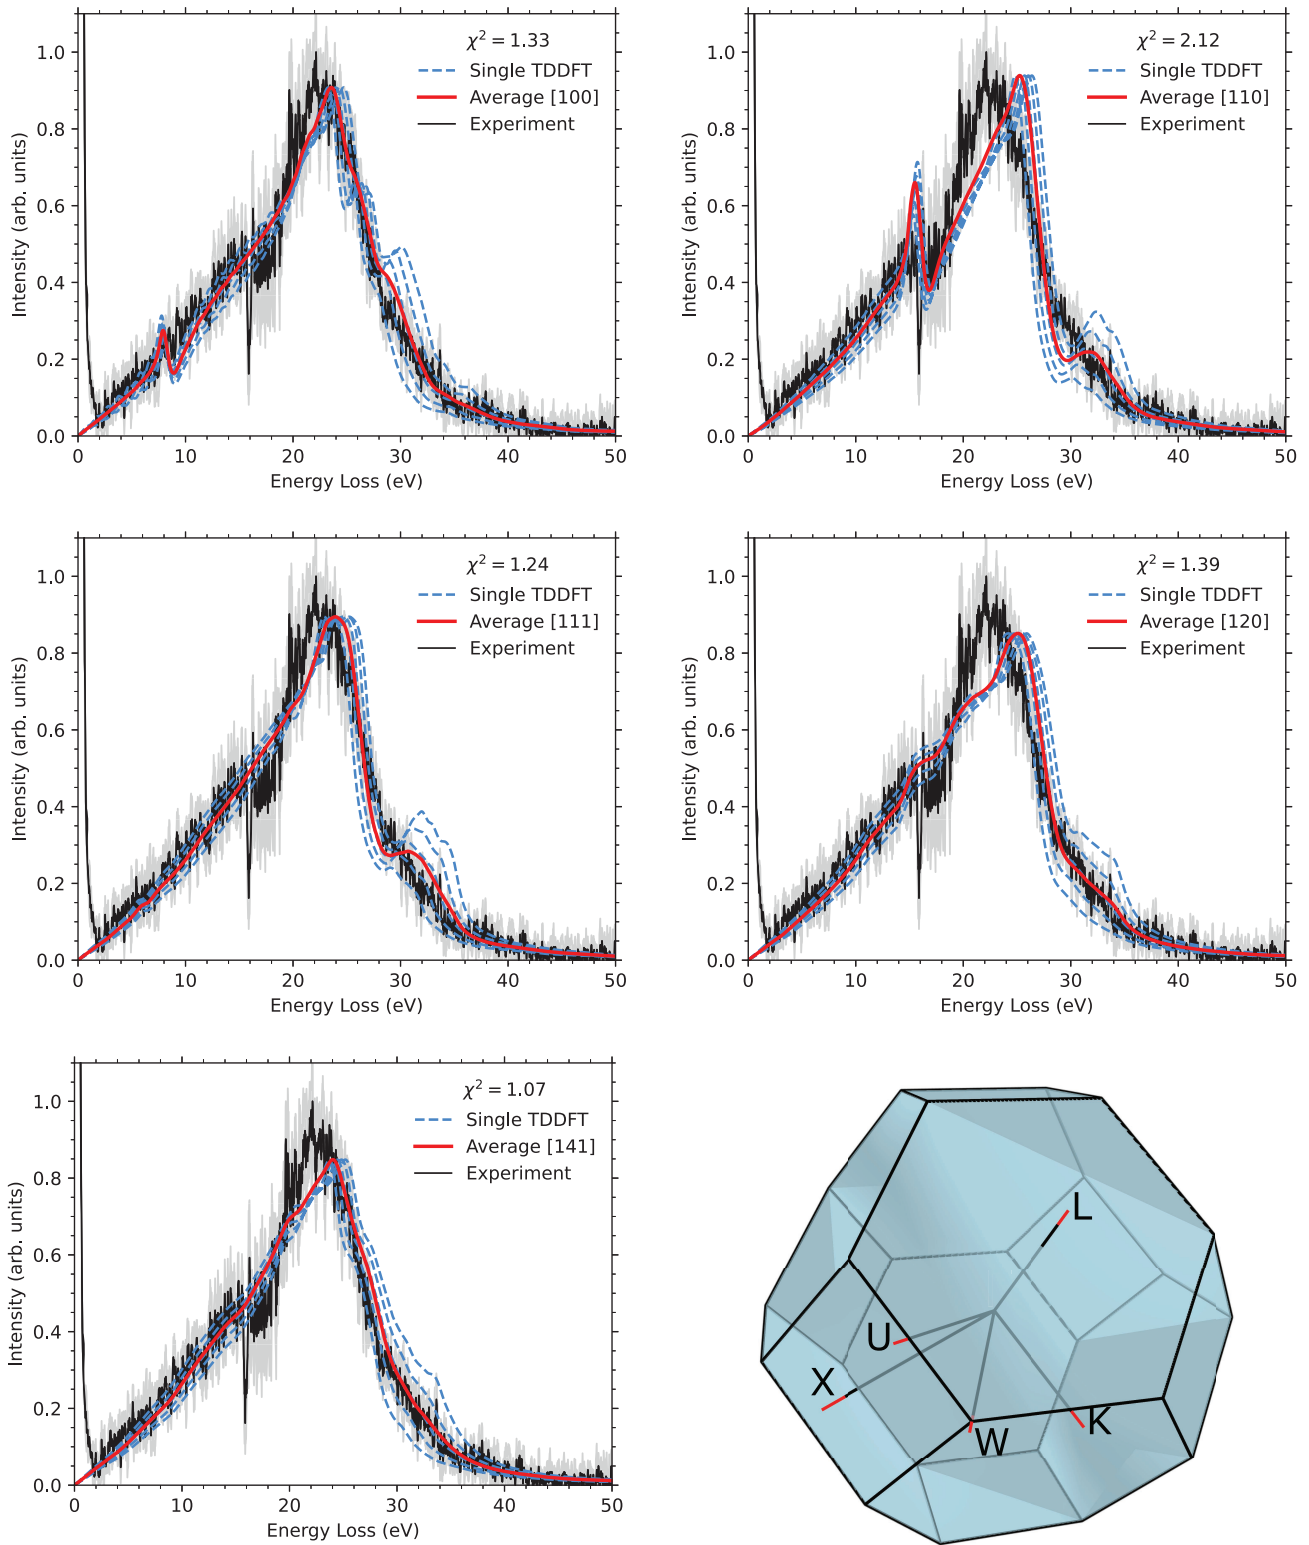 χ² = 1.33
Single TDDFT
Average [100]
Experiment
Intensity (arb. units)
1.0
0.8
0.6
0.4
0.2
0.0
0 10 20 30 40 50
Energy Loss (eV)
χ² = 2.12
Single TDDFT
Average [110]
Experiment
Intensity (arb. units)
1.0
0.8
0.6
0.4
0.2
0.0
0 10 20 30 40 50
Energy Loss (eV)
χ² = 1.24
Single TDDFT
Average [111]
Experiment
Intensity (arb. units)
1.0
0.8
0.6
0.4
0.2
0.0
0 10 20 30 40 50
Energy Loss (eV)
χ² = 1.39
Single TDDFT
Average [120]
Experiment
Intensity (arb. units)
1.0
0.8
0.6
0.4
0.2
0.0
0 10 20 30 40 50
Energy Loss (eV)
χ² = 1.07
Single TDDFT
Average [141]
Experiment
Intensity (arb. units)
1.0
0.8
0.6
0.4
0.2
0.0
0 10 20 30 40 50
Energy Loss (eV)
L
U
X
K
W